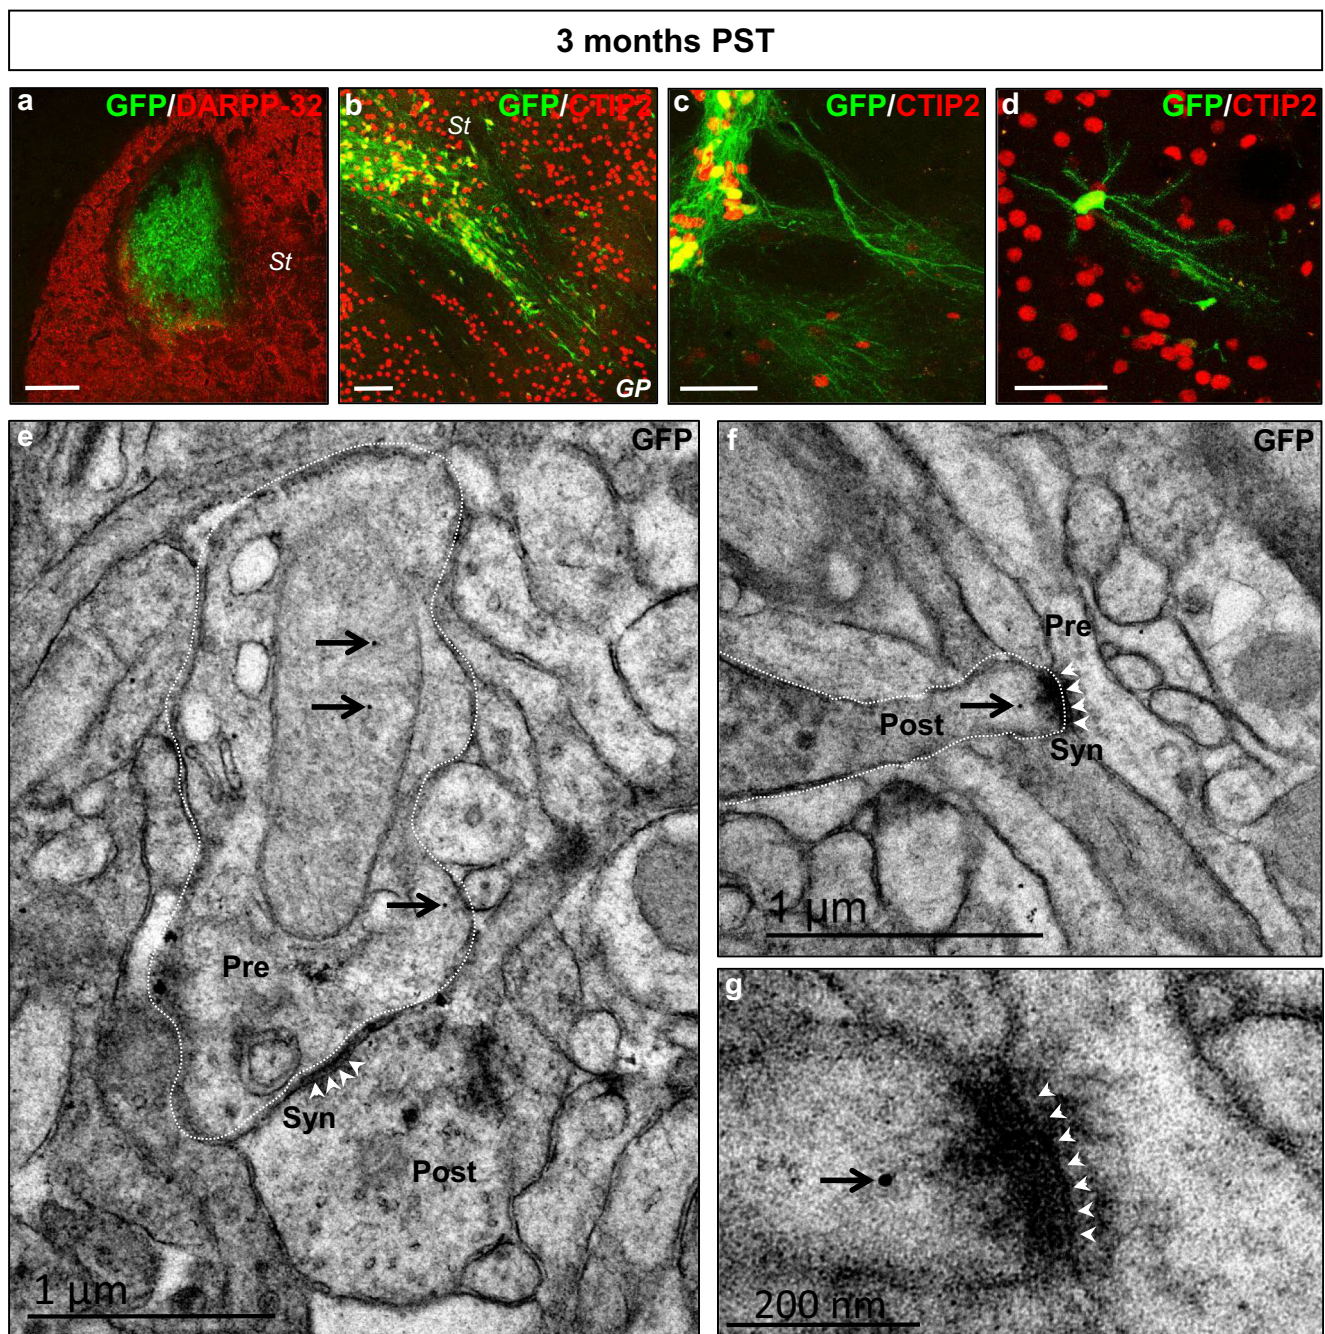 3 months PST
a GFP/DARPP-32
St
b GFP/CTIP2
St
GP
c GFP/CTIP2
d GFP/CTIP2
e GFP
Pre
Syn
Post
1 µm
f GFP
Pre
Post
Syn
1 µm
g
200 nm